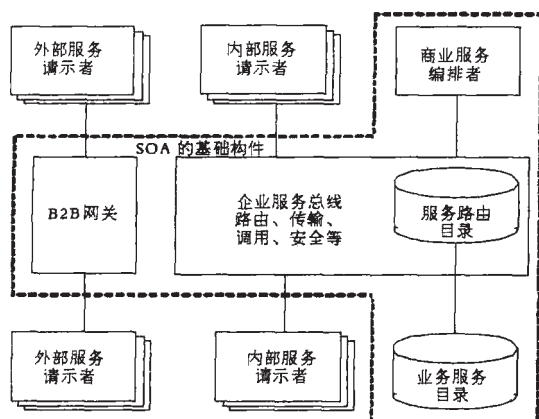 外部服务
请示者
内部服务
请示者
商业服务
编排者
SOA 的基础构件
B2B网关
企业服务总线
路由、传输、
调用、安全等
服务路由
目录
外部服务
请示者
内部服务
请示者
业务服务
目录